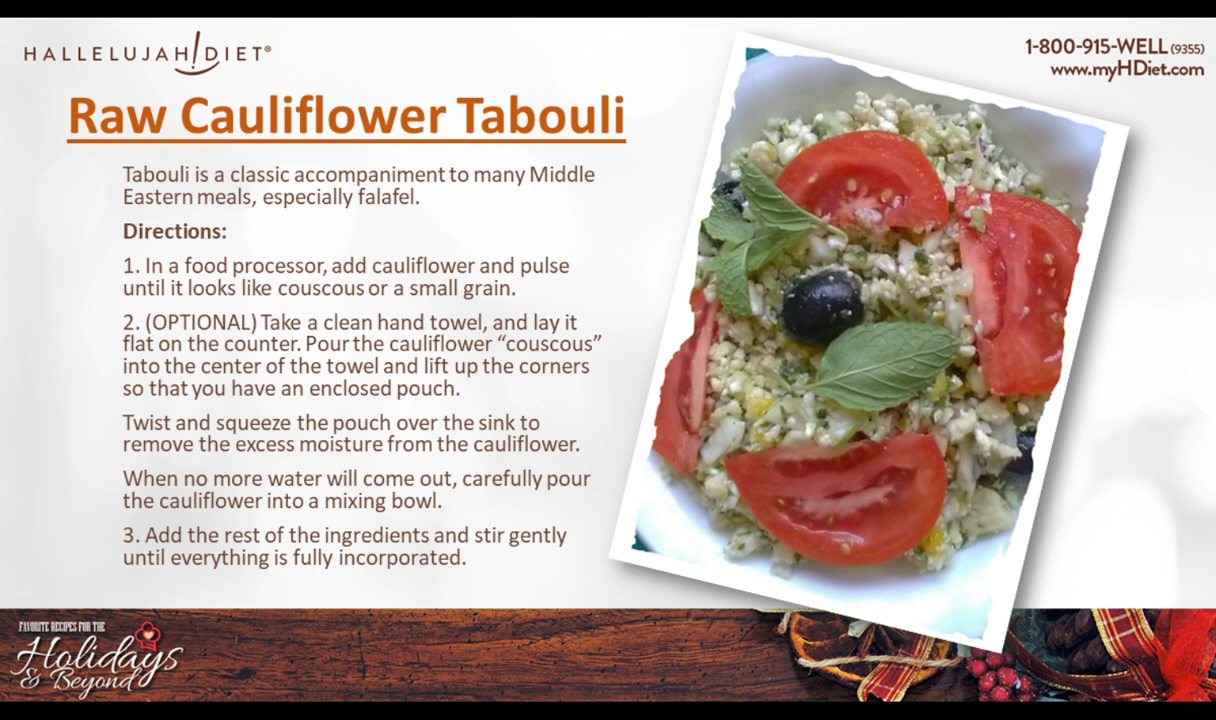 HALLELUJAH DIET®
1-800-915-WELL (9355)
www.myHDiet.com
Raw Cauliflower Tabouli
Tabouli is a classic accompaniment to many Middle
Eastern meals, especially falafel.
Directions:
1. In a food processor, add cauliflower and pulse
until it looks like couscous or a small grain.
2. (OPTIONAL) Take a clean hand towel, and lay it
flat on the counter. Pour the cauliflower “couscous”
into the center of the towel and lift up the corners
so that you have an enclosed pouch.
Twist and squeeze the pouch over the sink to
remove the excess moisture from the cauliflower.
When no more water will come out, carefully pour
the cauliflower into a mixing bowl.
3. Add the rest of the ingredients and stir gently
until everything is fully incorporated.
FAVORITE RECIPES FOR THE
Holidays
& Beyond